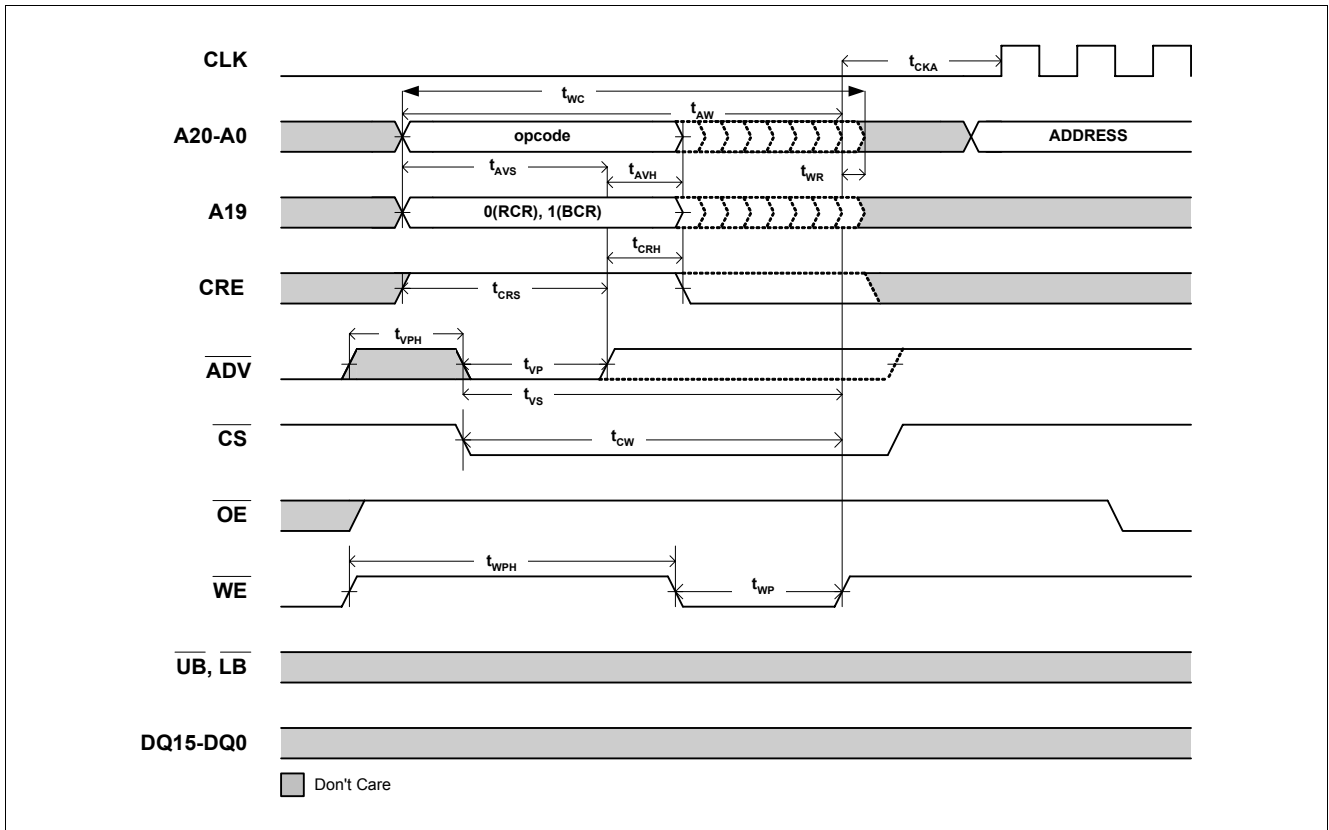 CLK
tCKA
tWC
tAW
A20-A0
opcode
ADDRESS
tAVS
tAVH
tWR
A19
0(RCR), 1(BCR)
tCRH
CRE
tCRS
tVPH
ADV
tVP
tVS
CS
tCW
OE
tWPH
WE
tWP
UB, LB
DQ15-DQ0
Don't Care